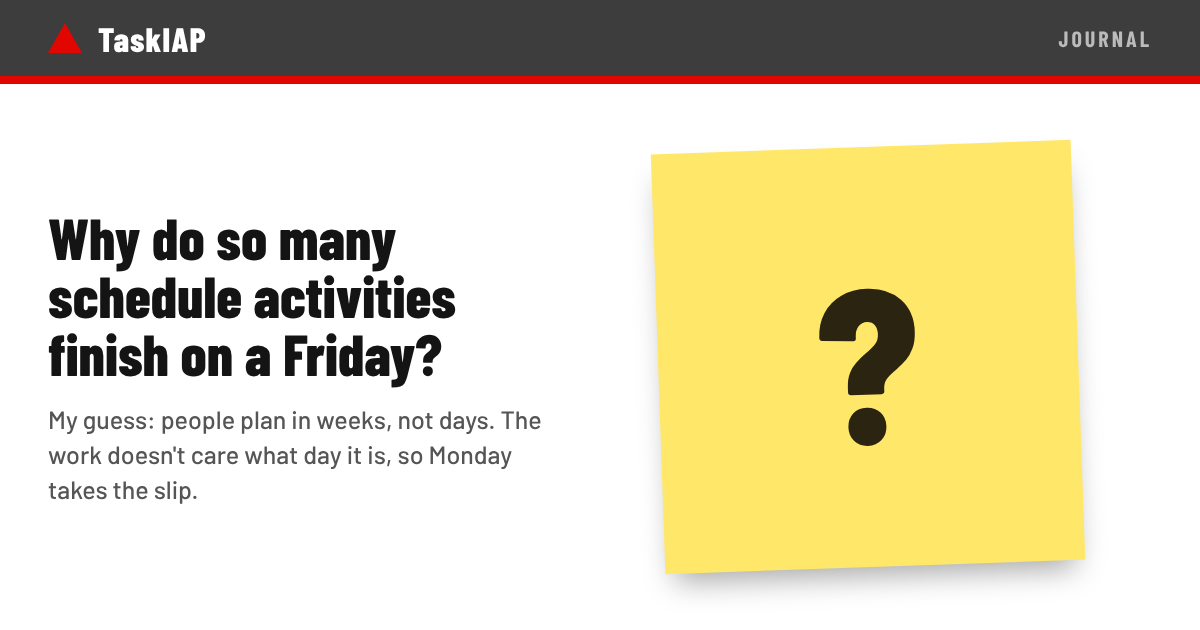 TaskIAP
JOURNAL
Why do so many
schedule activities
finish on a Friday?
My guess: people plan in weeks, not days. The
work doesn't care what day it is, so Monday
takes the slip.
?